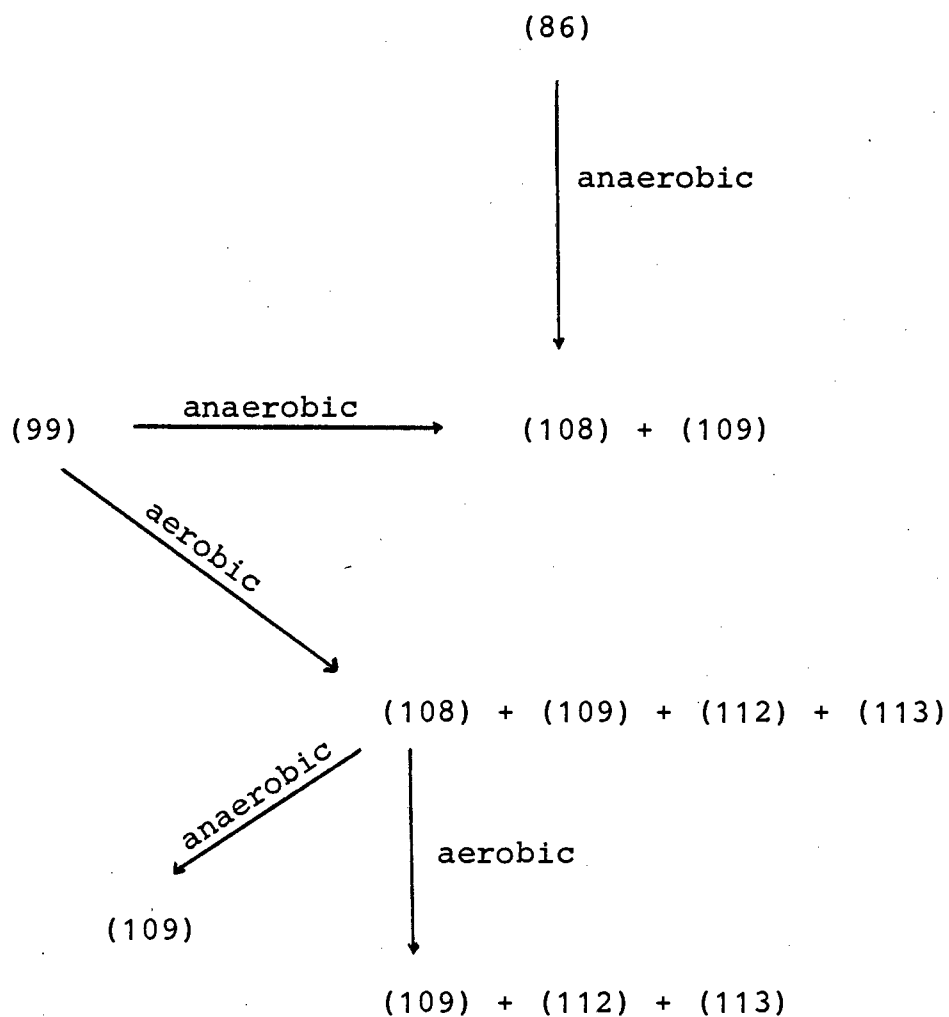 (86)
anaerobic
anaerobic
(99)
(108) + (109)
aerobic
(108) + (109) + (112) + (113)
anaerobic
aerobic
(109)
(109) + (112) + (113)